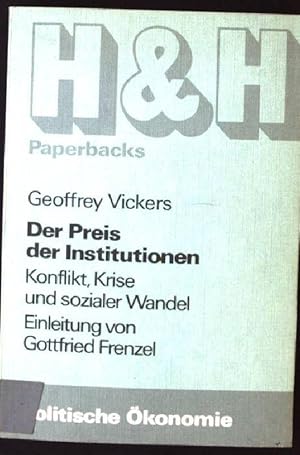 H&H
Paperbacks
Geoffrey Vickers
Der Preis
der Institutionen
Konflikt, Krise
und sozialer Wandel
Einleitung von
Gottfried Frenzel
olitische Ökonomie